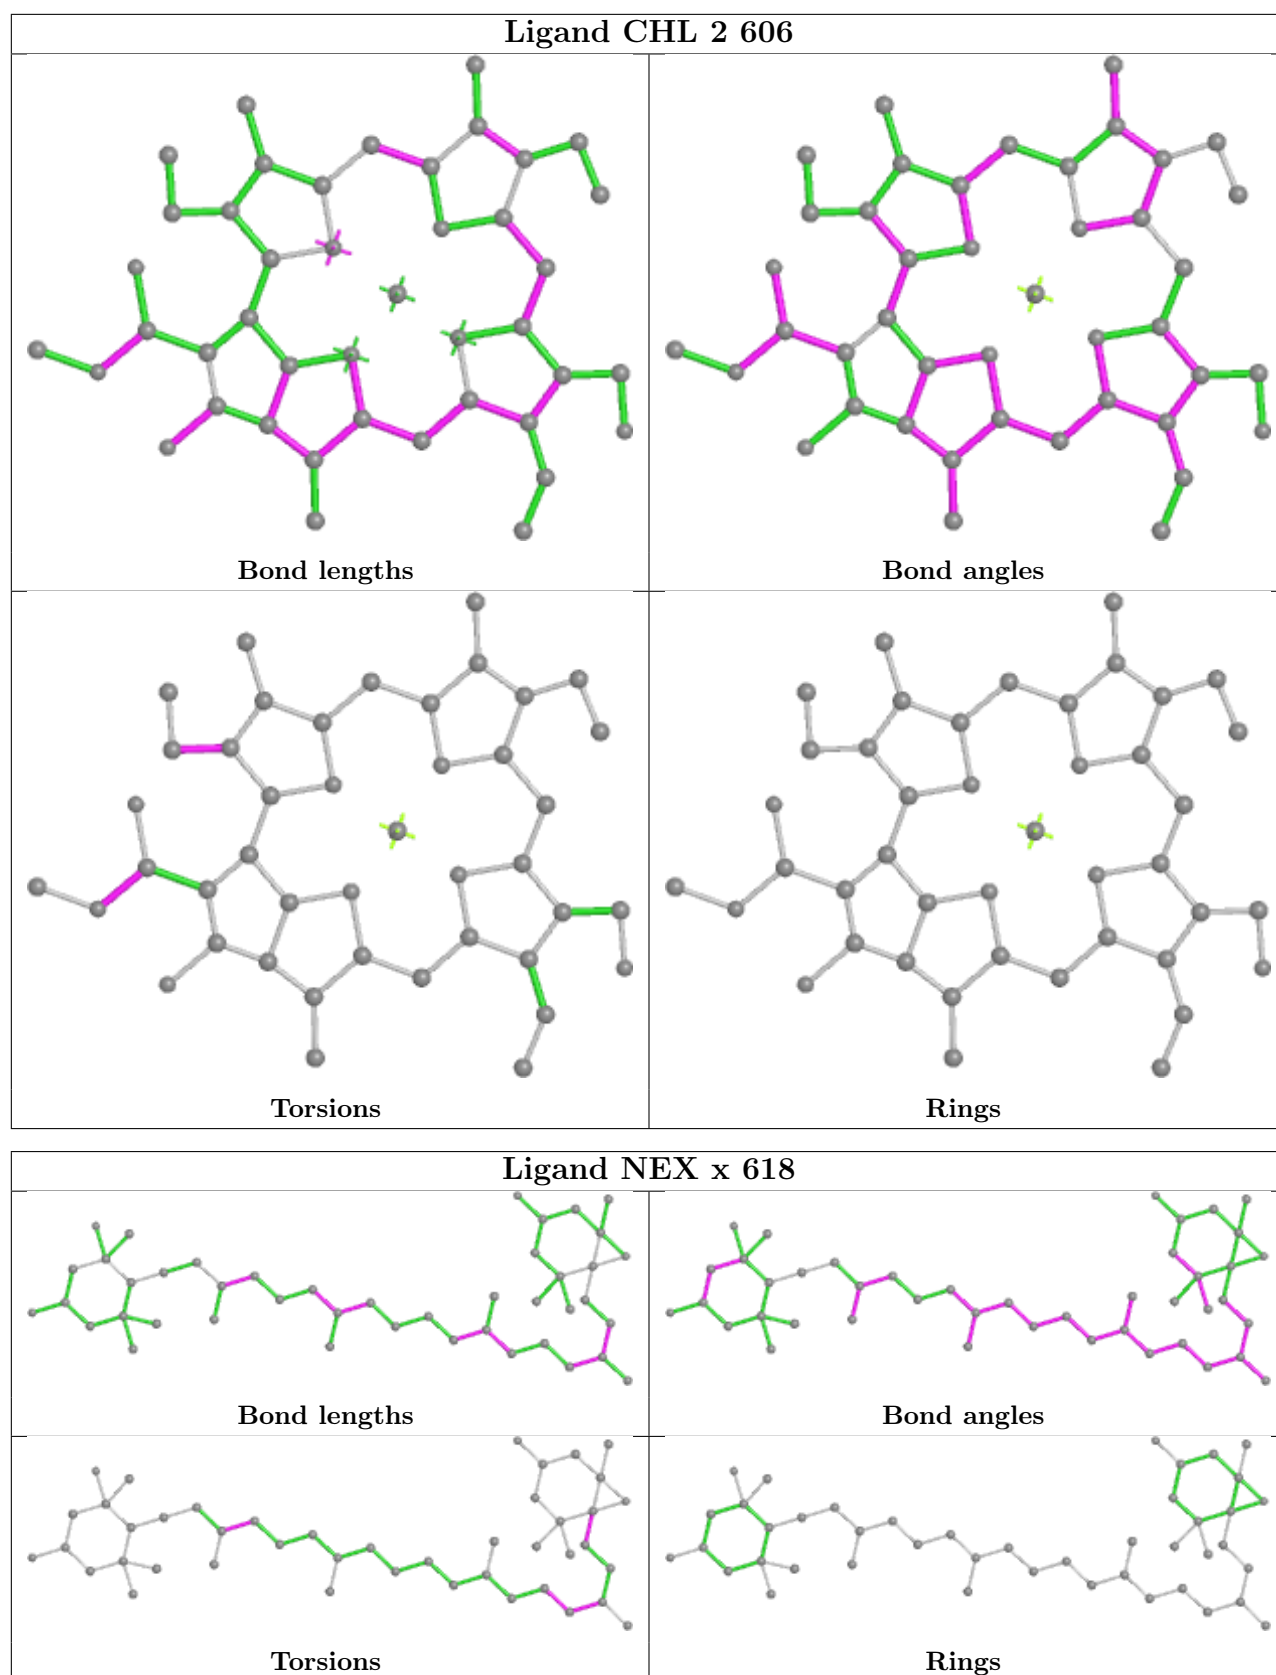 Ligand CHL 2 606
Bond lengths
Bond angles
Torsions
Rings
Ligand NEX x 618
Bond lengths
Bond angles
Torsions
Rings